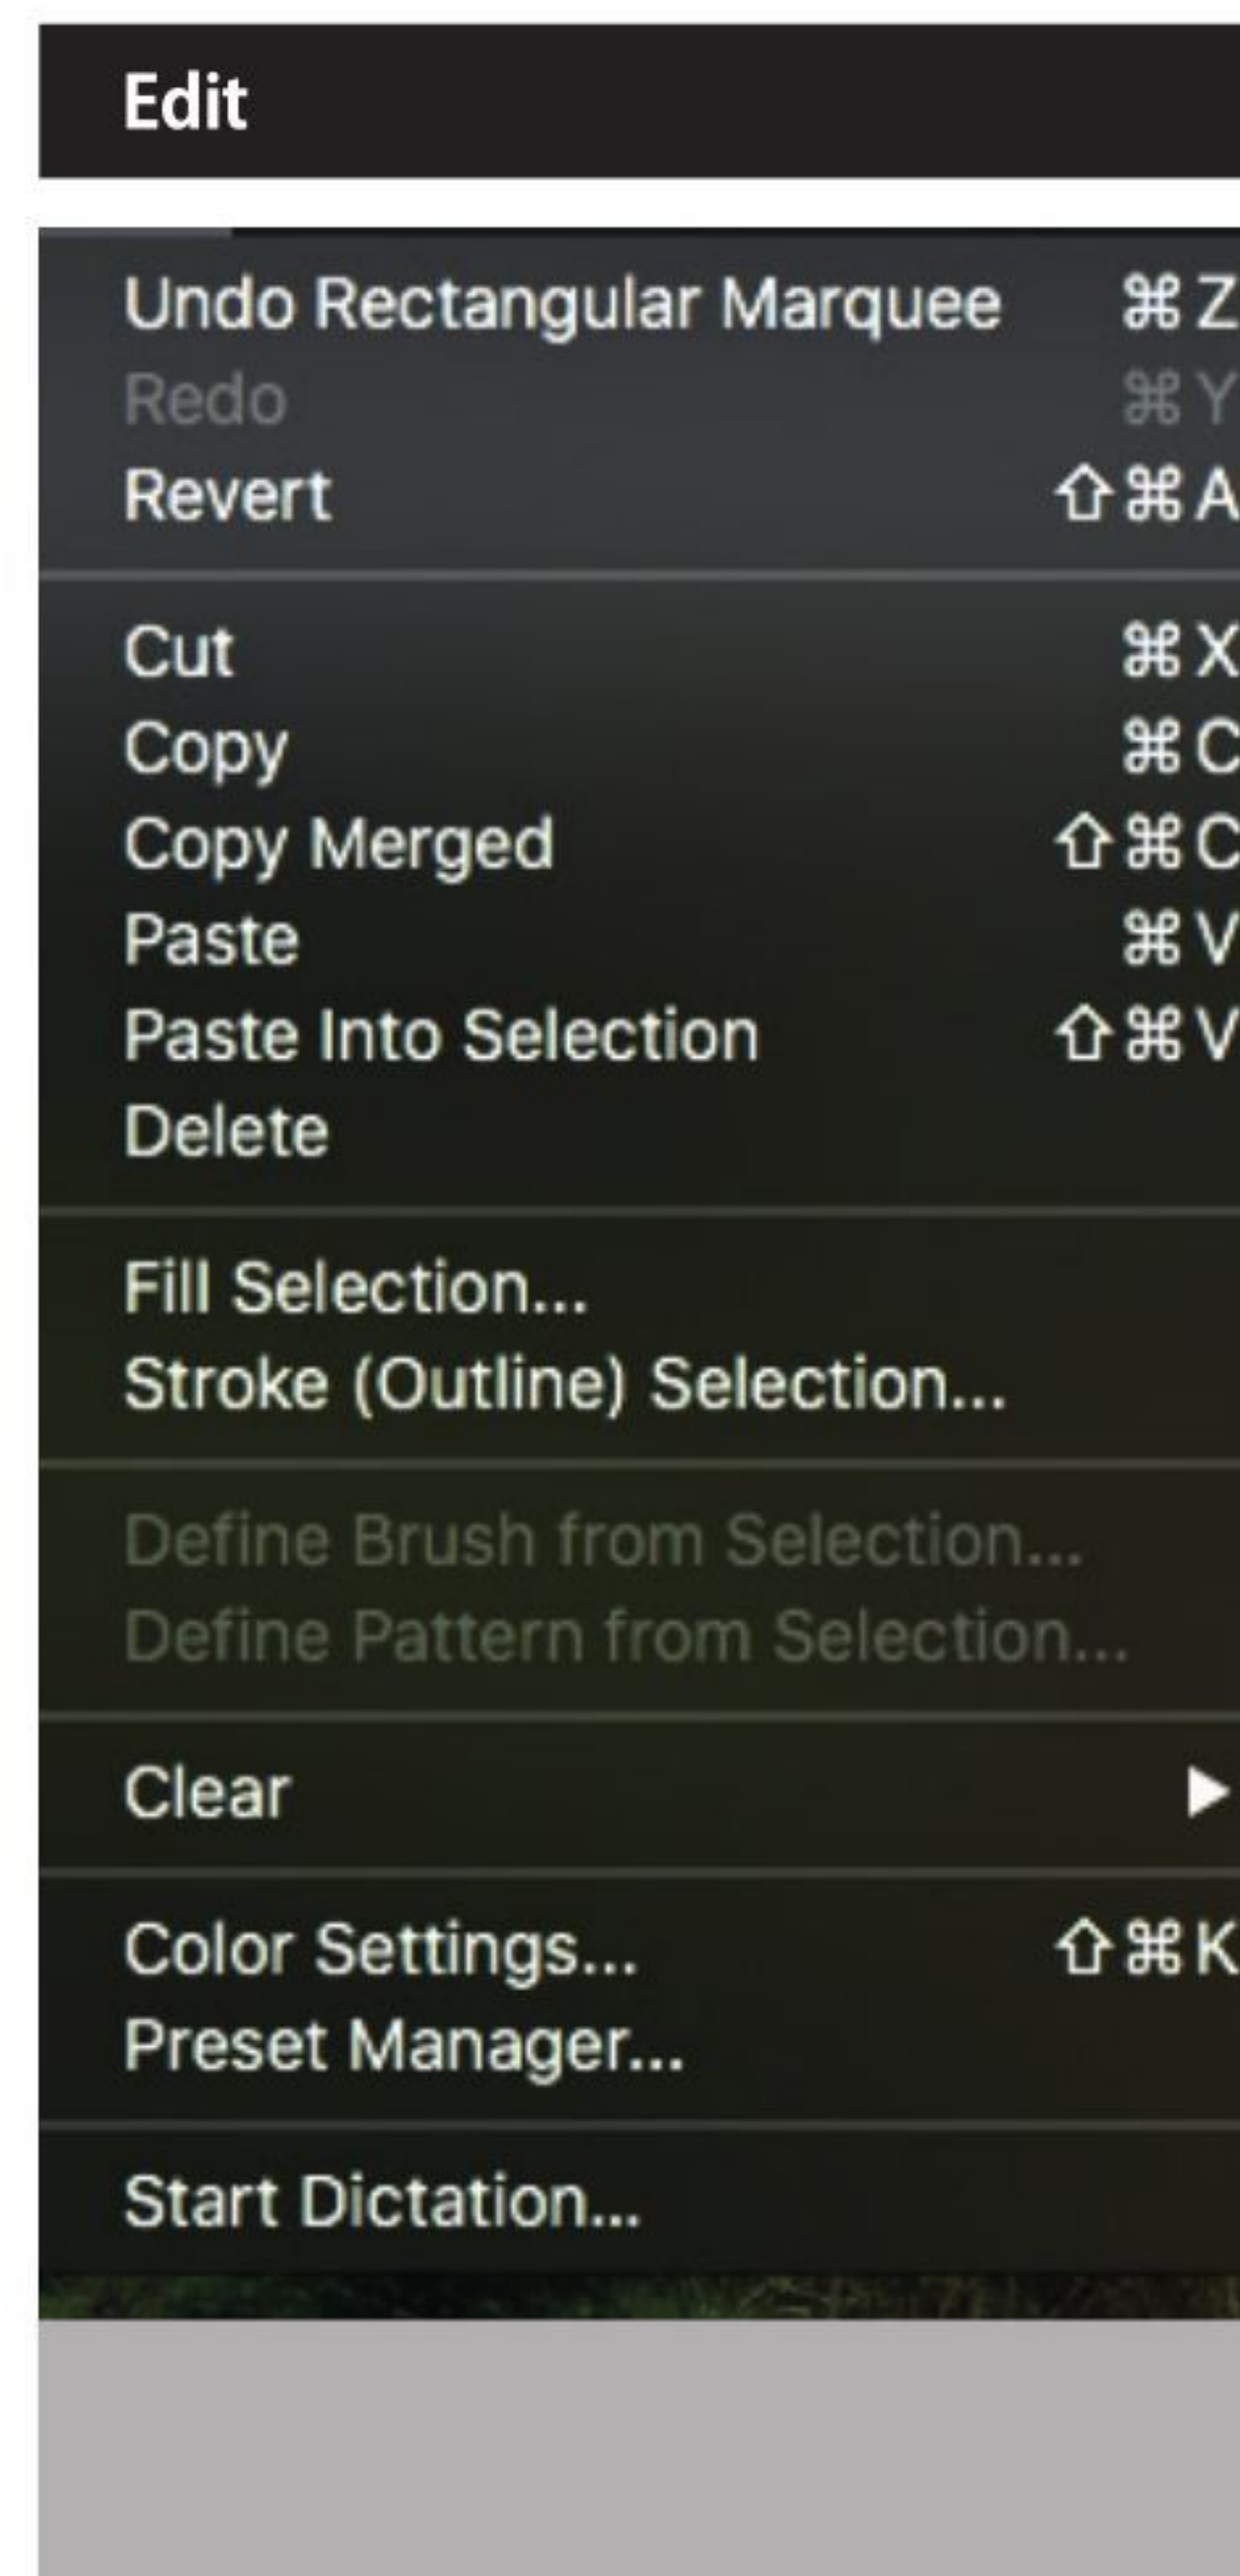 Edit
Undo Rectangular Marquee ⌘Z
Redo ⌘Y
Revert ⇧⌘A
Cut ⌘X
Copy ⌘C
Copy Merged ⇧⌘C
Paste ⌘V
Paste Into Selection ⇧⌘V
Delete
Fill Selection...
Stroke (Outline) Selection...
Define Brush from Selection...
Define Pattern from Selection...
Clear ▶
Color Settings... ⇧⌘K
Preset Manager...
Start Dictation...